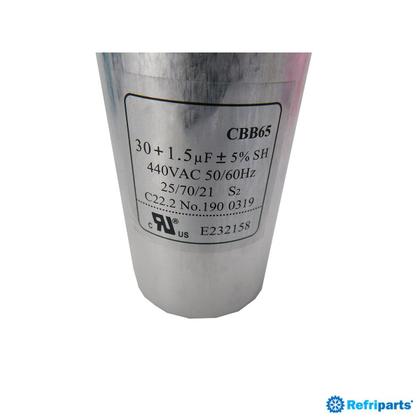 CBB65
30+1.5μF±5% SH
440VAC 50/60Hz
25/70/21 S2
C22.2 No.190 0319
c RU US E232158
Refriparts